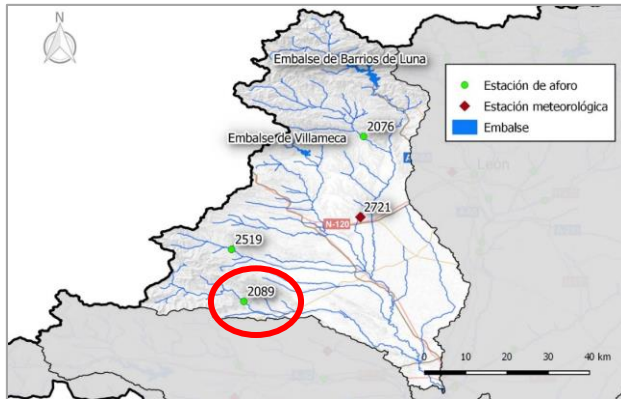 N
Embalse de Barrios de Luna
Estación de aforo
Estación meteorológica
Embalse
2076
Embalse de Villameca
León
2721
N-120
2519
2089
0 10 20 30 40 km